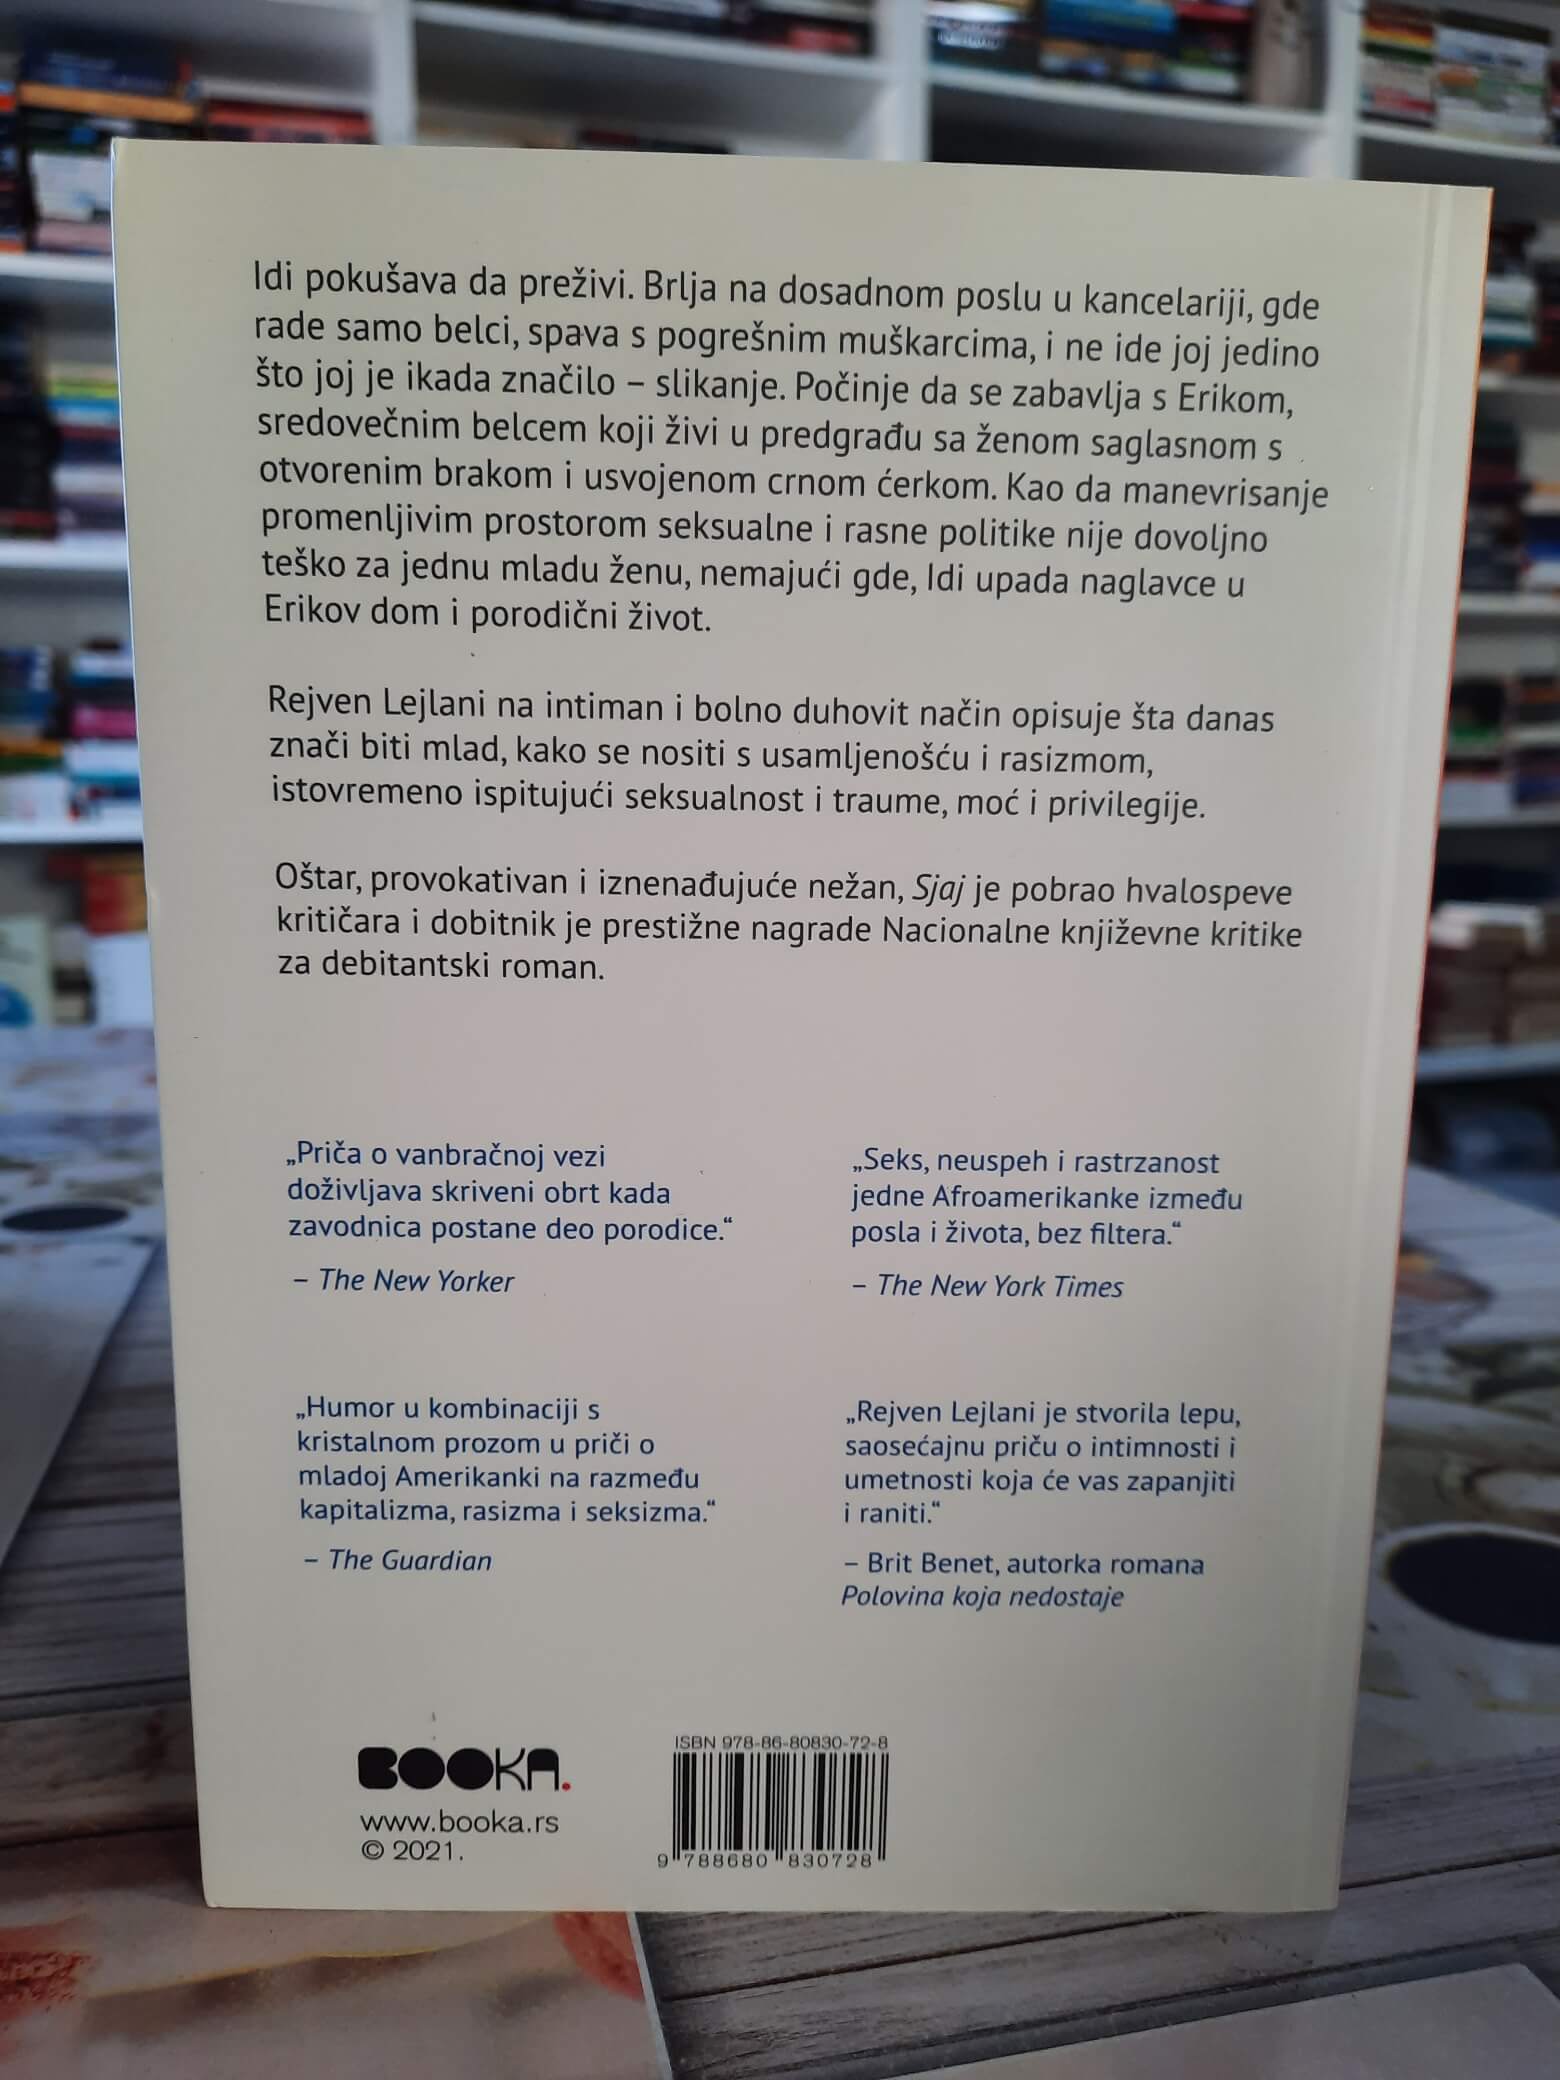 Idi pokušava da preživi. Brlja na dosadnom poslu u kancelariji, gde
rade samo belci, spava s pogrešnim muškarcima, i ne ide joj jedino
što joj je ikada značilo – slikanje. Počinje da se zabavlja s Erikom,
sredovečnim belcem koji živi u predgrađu sa ženom saglasnom s
otvorenim brakom i usvojenom crnom ćerkom. Kao da manevrisanje
promenljivim prostorom seksualne i rasne politike nije dovoljno
teško za jednu mladu ženu, nemajući gde, Idi upada naglavce u
Erikov dom i porodični život.
Rejven Lejlani na intiman i bolno duhovit način opisuje šta danas
znači biti mlad, kako se nositi s usamljenošću i rasizmom,
istovremeno ispitujući seksualnost i traume, moć i privilegije.
Oštar, provokativan i iznenađujuće nežan, Sjaj je pobrao hvalospeve
kritičara i dobitnik je prestižne nagrade Nacionalne književne kritike
za debitantski roman.
„Priča o vanbračnoj vezi
doživljava skriveni obrt kada
zavodnica postane deo porodice.“
– The New Yorker
„Seks, neuspeh i rastrzanost
jedne Afroamerikanke između
posla i života, bez filtera.“
– The New York Times
„Humor u kombinaciji s
kristalnom prozom u priči o
mladoj Amerikanki na razmeđu
kapitalizma, rasizma i seksizma.“
– The Guardian
„Rejven Lejlani je stvorila lepu,
saosećajnu priču o intimnosti i
umetnosti koja će vas zapanjiti
i raniti.“
– Brit Benet, autorka romana
Polovina koja nedostaje
BOOKA.
www.booka.rs
© 2021.
ISBN 978-86-80830-72-8
9 788680 830728